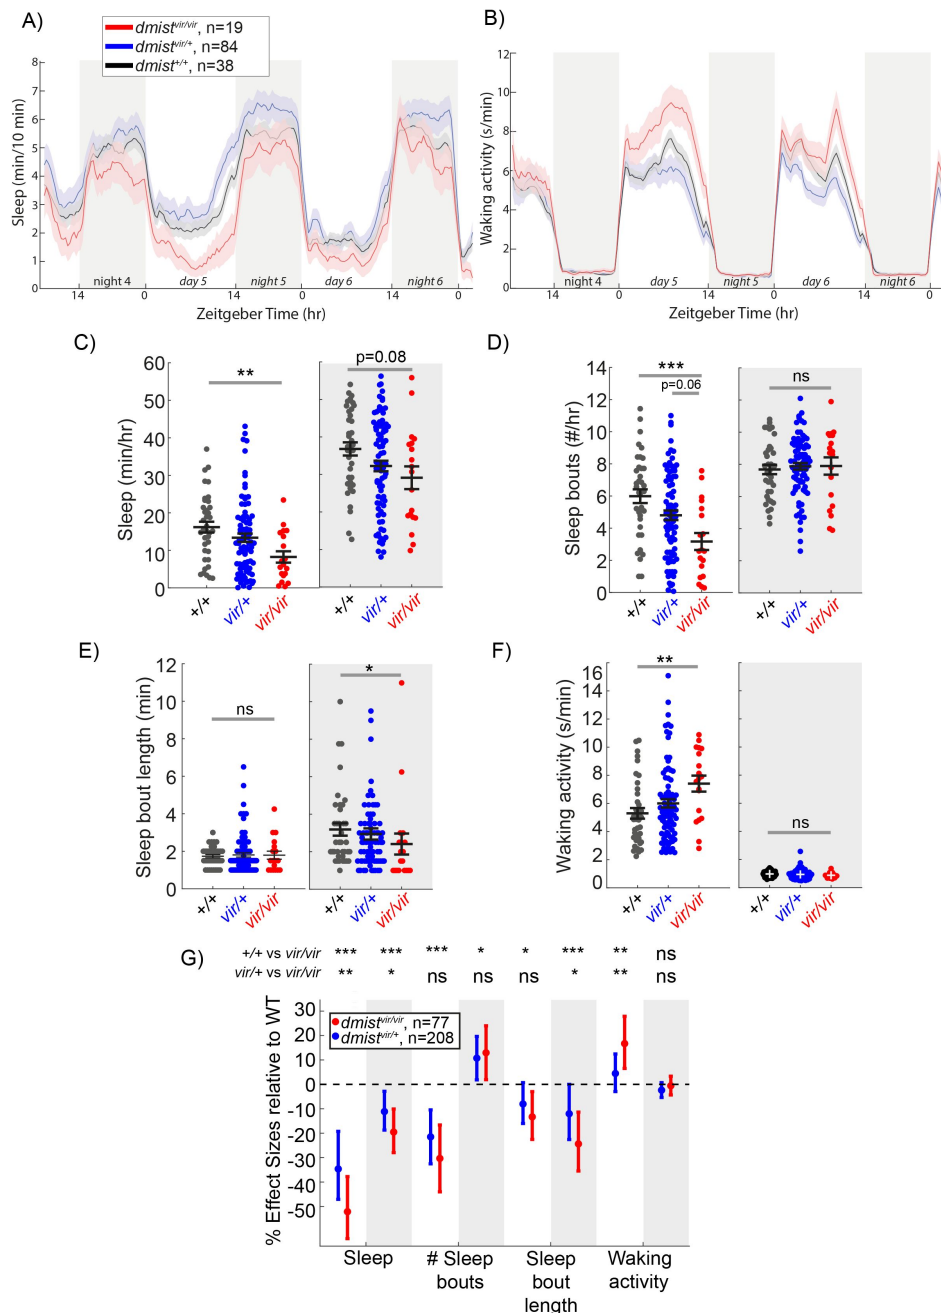 A)
dmist^vir/vir, n=19
dmist^vir/+, n=84
dmist^+/+, n=38
Sleep (min/10 min)
8
7
6
5
4
3
2
1
0
14
night 4
0
day 5
14
night 5
0
day 6
14
night 6
0
Zeitgeber Time (hr)
B)
Waking activity (s/min)
12
10
8
6
4
2
0
14
night 4
0
day 5
14
night 5
0
day 6
14
night 6
0
Zeitgeber Time (hr)
C)
Sleep (min/hr)
60
50
40
30
20
10
0
**
p=0.08
+/+
vir/+
vir/vir
+/+
vir/+
vir/vir
D)
Sleep bouts (#/hr)
14
12
10
8
6
4
2
0
***
p=0.06
ns
+/+
vir/+
vir/vir
+/+
vir/+
vir/vir
E)
Sleep bout length (min)
12
10
8
6
4
2
0
ns
*
+/+
vir/+
vir/vir
+/+
vir/+
vir/vir
F)
Waking activity (s/min)
16
14
12
10
8
6
4
2
0
**
ns
+/+
vir/+
vir/vir
+/+
vir/+
vir/vir
G)
+/+ vs vir/vir *** *** *** * * *** ** ns
vir/+ vs vir/vir ** * ns ns ns * ** ns
% Effect Sizes relative to WT
30
20
10
0
-10
-20
-30
-40
-50
dmist^vir/vir, n=77
dmist^vir/+, n=208
Sleep
# Sleep
bouts
Sleep
bout
length
Waking
activity